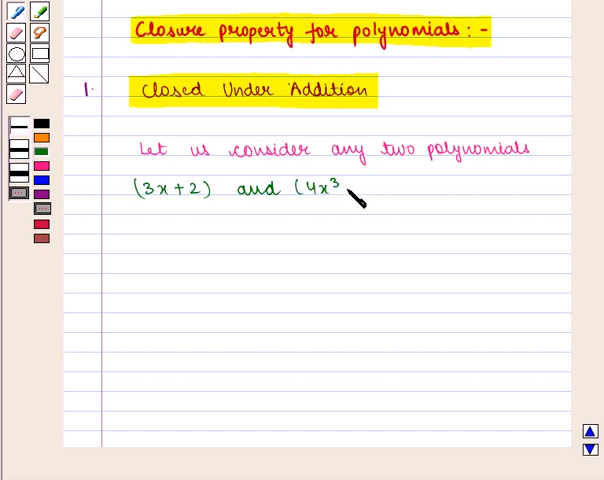 Closure property for polynomials : -
1. Closed Under Addition
Let us consider any two polynomials
(3x + 2) and (4x³